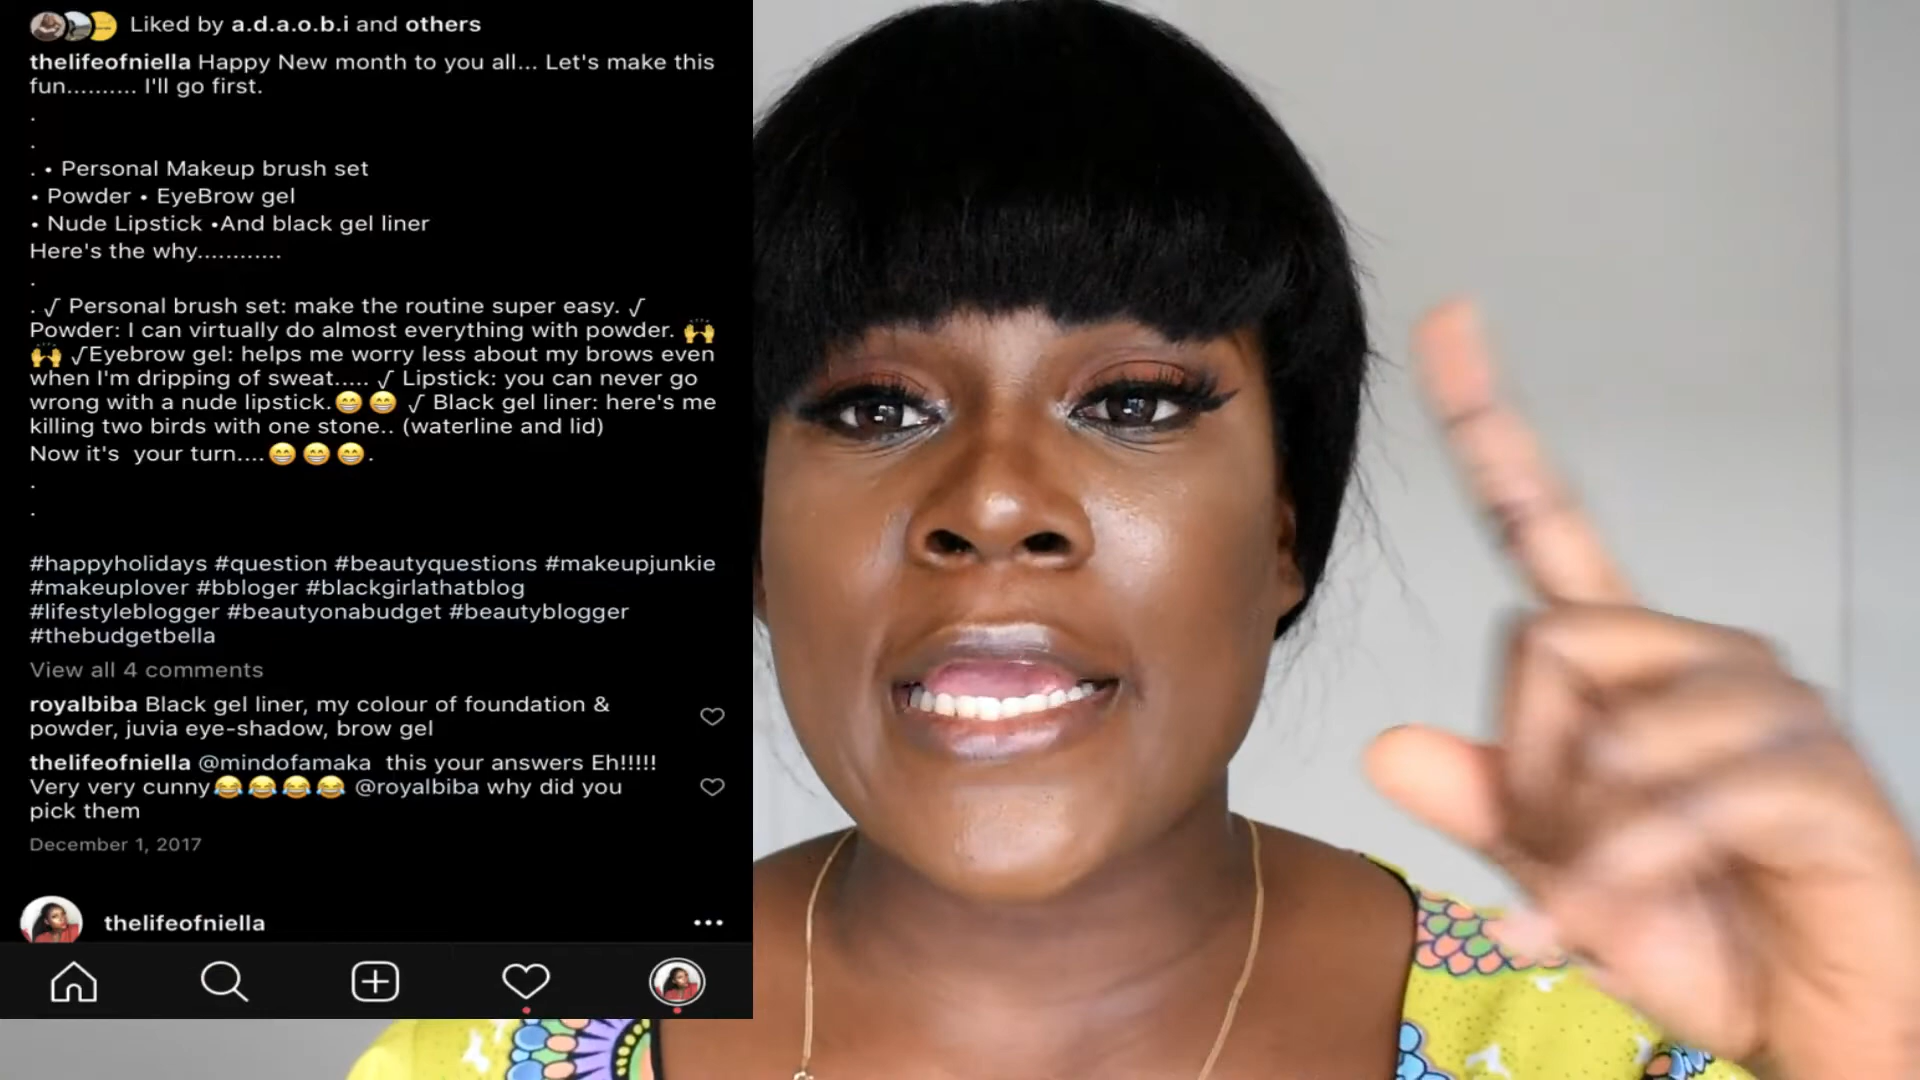 Liked by a.d.a.o.b.i and others
thelifeofniella Happy New month to you all... Let's make this
fun.......... I'll go first.
.
.
. • Personal Makeup brush set
• Powder • EyeBrow gel
• Nude Lipstick •And black gel liner
Here's the why............
.
. √ Personal brush set: make the routine super easy. √
Powder: I can virtually do almost everything with powder. 🙌
🙌 √Eyebrow gel: helps me worry less about my brows even
when I'm dripping of sweat..... √ Lipstick: you can never go
wrong with a nude lipstick.😁😁 √ Black gel liner: here's me
killing two birds with one stone.. (waterline and lid)
Now it's  your turn....😁😁😁.
.
.
#happyholidays #question #beautyquestions #makeupjunkie
#makeuplover #bbloger #blackgirlathatblog
#lifestyleblogger #beautyonabudget #beautyblogger
#thebudgetbella
View all 4 comments
royalbiba Black gel liner, my colour of foundation &
powder, juvia eye-shadow, brow gel
thelifeofniella @mindofamaka  this your answers Eh!!!!!
Very very cunny😂😂😂😂 @royalbiba why did you
pick them
December 1, 2017
thelifeofniella